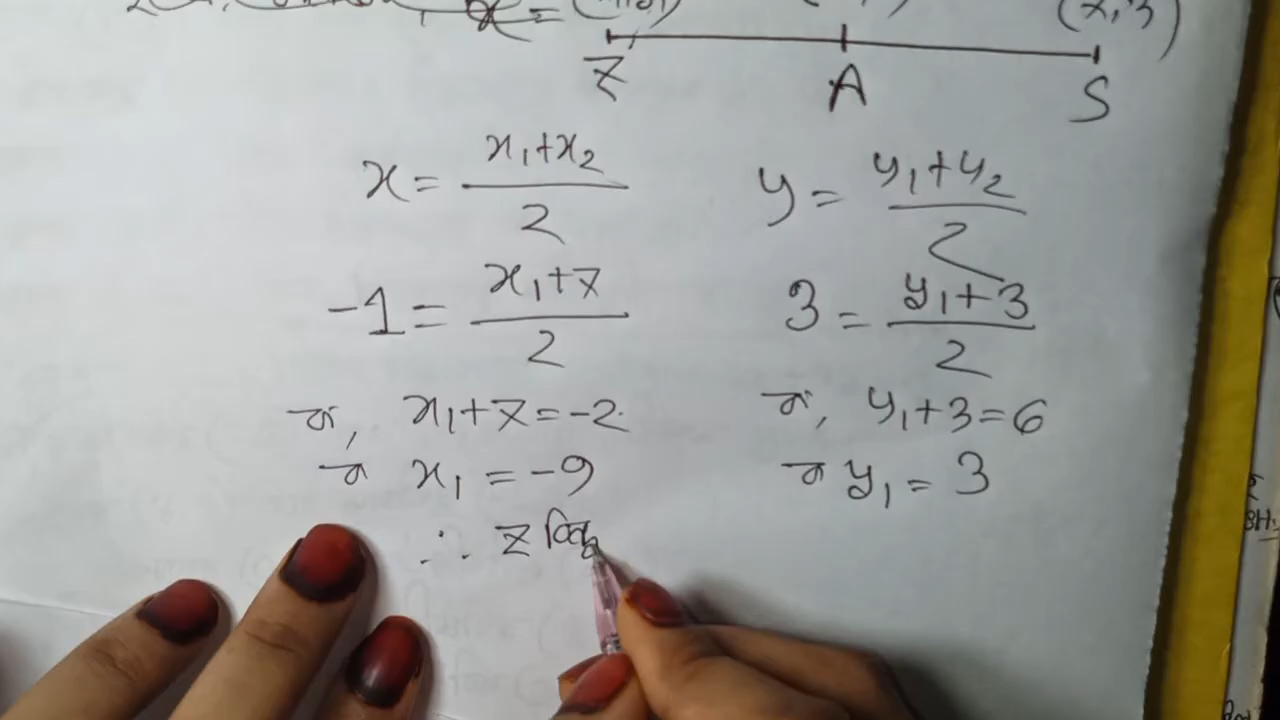 x =
Z A S
x = (x₁+x₂)/2 y = (y₁+y₂)/2
-1 = (x₁+7)/2 3 = (y₁+3)/2
বা, x₁+7=-2 বা, y₁+3=6
বা x₁ = -9 বা y₁ = 3
∴ Z বিন্দু